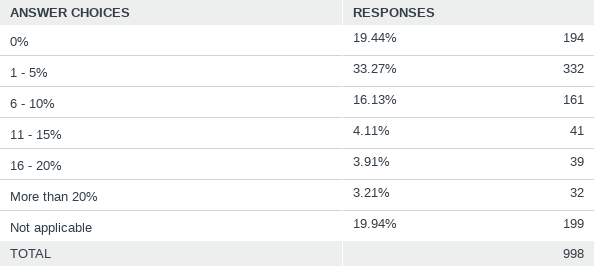 ANSWER CHOICES RESPONSES
0% 19.44% 194
1 - 5% 33.27% 332
6 - 10% 16.13% 161
11 - 15% 4.11% 41
16 - 20% 3.91% 39
More than 20% 3.21% 32
Not applicable 19.94% 199
TOTAL 998